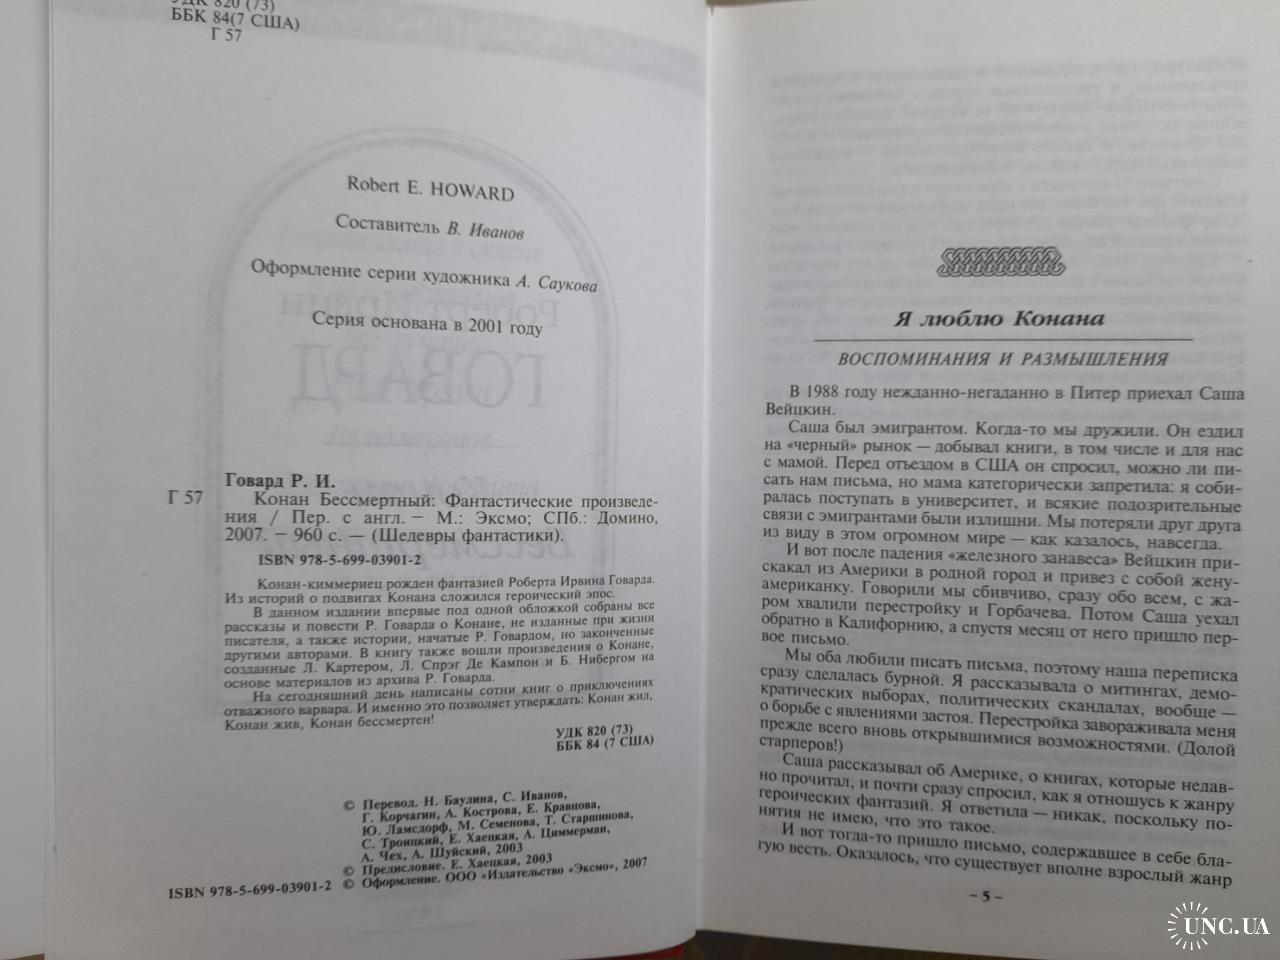 УДК 820 (73)
ББК 84(7 США)
Г 57
Robert E. HOWARD
Составитель В. Иванов
Оформление серии художника А. Саукова
Серия основана в 2001 году
Говард Р. И.
Г 57 Конан Бессмертный: Фантастические произведе-
ния / Пер. с англ. — М.: Эксмо; СПб.: Домино,
2007. — 960 с. — (Шедевры фантастики).
ISBN 978-5-699-03901-2
Конан-киммериец рожден фантазией Роберта Ирвина Говарда.
Из историй о подвигах Конана сложился героический эпос.
В данном издании впервые под одной обложкой собраны все
рассказы и повести Р. Говарда о Конане, не изданные при жизни
писателя, а также истории, начатые Р. Говардом, но законченные
другими авторами. В книгу также вошли произведения о Конане,
созданные Л. Картером, Л. Спрэг Де Кампон и Б. Нибергом на
основе материалов из архива Р. Говарда.
На сегодняшний день написаны сотни книг о приключениях
отважного варвара. И именно это позволяет утверждать: Конан жил,
Конан жив, Конан бессмертен!
УДК 820 (73)
ББК 84 (7 США)
© Перевод. Н. Баулина, С. Иванов,
Г. Корчагин, А. Кострова, Е. Кравцова,
Ю. Ламсдорф, М. Семенова, Т. Старшинова,
С. Троицкий, Е. Хаецкая, А. Циммерман,
А. Чех, А. Шуйский, 2003
© Предисловие. Е. Хаецкая, 2003
ISBN 978-5-699-03901-2 © Оформление. ООО «Издательство «Эксмо», 2007
Я люблю Конана
ВОСПОМИНАНИЯ И РАЗМЫШЛЕНИЯ
В 1988 году нежданно-негаданно в Питер приехал Саша
Вейцкин.
Саша был эмигрантом. Когда-то мы дружили. Он ездил
на «черный» рынок — добывал книги, в том числе и для нас
с мамой. Перед отъездом в США он спросил, можно ли пи-
сать нам письма, но мама категорически запретила: я соби-
ралась поступать в университет, и всякие подозрительные
связи с эмигрантами были излишни. Мы потеряли друг друга
из виду в этом огромном мире — как казалось, навсегда.
И вот после падения «железного занавеса» Вейцкин при-
скакал из Америки в родной город и привез с собой жену-
американку. Говорили мы сбивчиво, сразу обо всем, с жа-
ром хвалили перестройку и Горбачева. Потом Саша уехал
обратно в Калифорнию, а спустя месяц от него пришло пер-
вое письмо.
Мы оба любили писать письма, поэтому наша переписка
сразу сделалась бурной. Я рассказывала о митингах, демо-
кратических выборах, политических скандалах, вообще —
о борьбе с явлениями застоя. Перестройка завораживала меня
прежде всего вновь открывшимися возможностями. (Долой
старперов!)
Саша рассказывал об Америке, о книгах, которые недав-
но прочитал, и почти сразу спросил, как я отношусь к жанру
героических фантазий. Я ответила — никак, поскольку по-
нятия не имею, что это такое.
И вот тогда-то пришло письмо, содержавшее в себе бла-
гую весть. Оказалось, что существует вполне взрослый жанр
– 5 –
UNC.UA